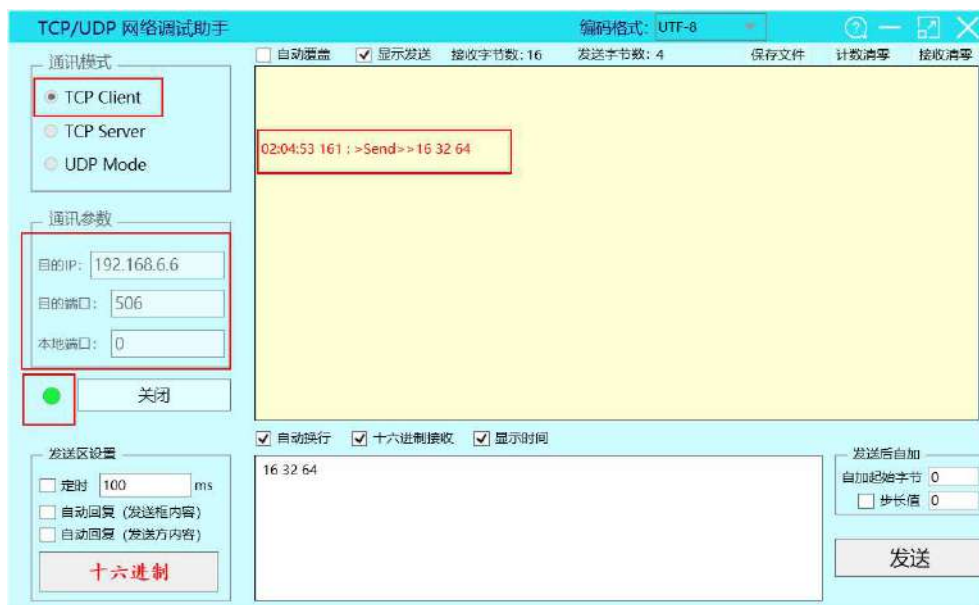 TCP/UDP 网络调试助手 编码格式: UTF-8
通讯模式
TCP Client
TCP Server
UDP Mode
自动覆盖 显示发送 接收字节数: 16 发送字节数: 4 保存文件 计数清零 接收清零
02:04:53 161 : >Send>>16 32 64
通讯参数
目的IP: 192.168.6.6
目的端口: 506
本地端口: 0
关闭
自动换行 十六进制接收 显示时间
发送区设置
定时 100 ms
自动回复 (发送框内容)
自动回复 (发送方内容)
十六进制
16 32 64
发送后自加
自加起始字节 0
步长值 0
发送